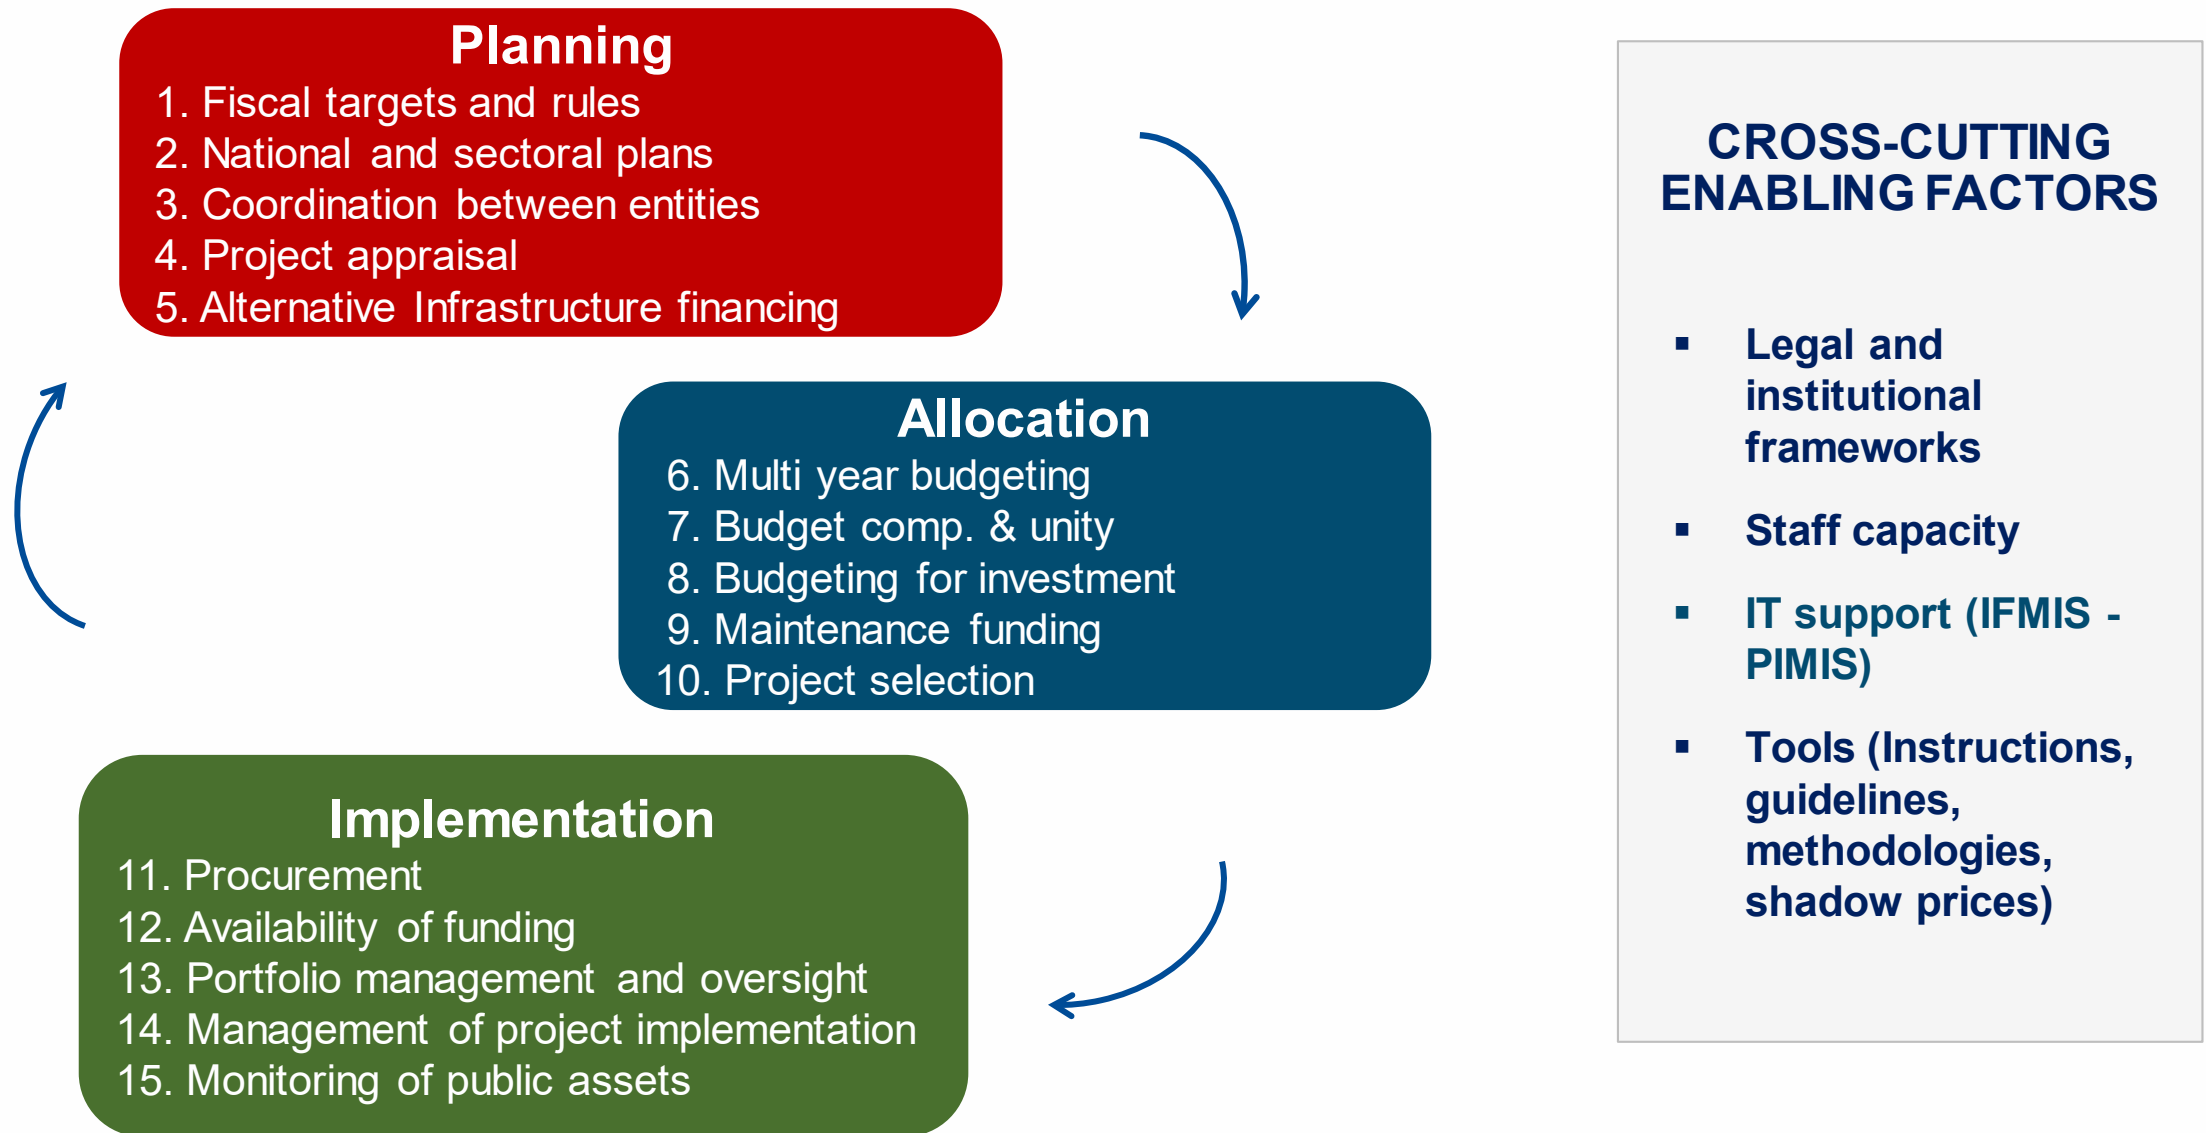 Planning
1. Fiscal targets and rules
2. National and sectoral plans
3. Coordination between entities
4. Project appraisal
5. Alternative Infrastructure financing
Allocation
6. Multi year budgeting
7. Budget comp. & unity
8. Budgeting for investment
9. Maintenance funding
10. Project selection
Implementation
11. Procurement
12. Availability of funding
13. Portfolio management and oversight
14. Management of project implementation
15. Monitoring of public assets
CROSS-CUTTING
ENABLING FACTORS
▪ Legal and
institutional
frameworks
▪ Staff capacity
▪ IT support (IFMIS -
PIMIS)
▪ Tools (Instructions,
guidelines,
methodologies,
shadow prices)